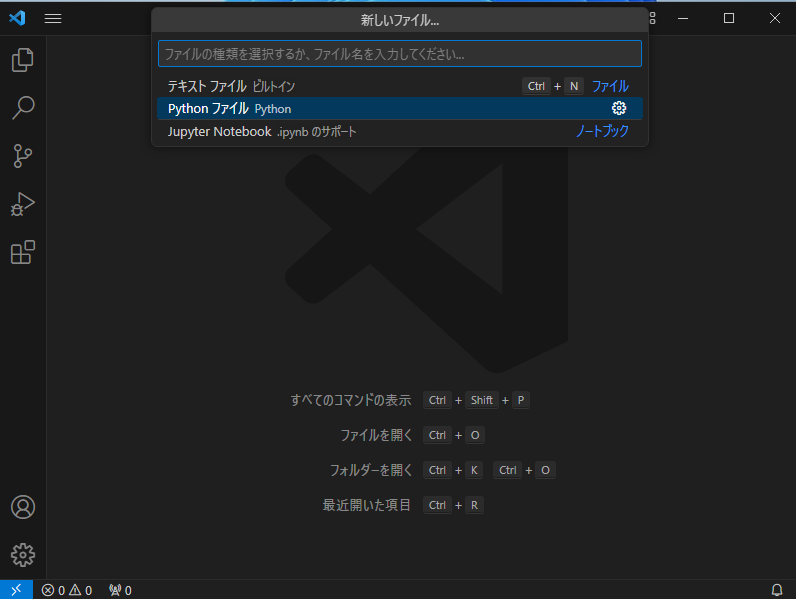 新しいファイル...
ファイルの種類を選択するか、ファイル名を入力してください...
テキスト ファイル ビルトイン Ctrl + N ファイル
Python ファイル Python
Jupyter Notebook .ipynb のサポート ノートブック
すべてのコマンドの表示 Ctrl + Shift + P
ファイルを開く Ctrl + O
フォルダーを開く Ctrl + K Ctrl + O
最近開いた項目 Ctrl + R
0 0 0